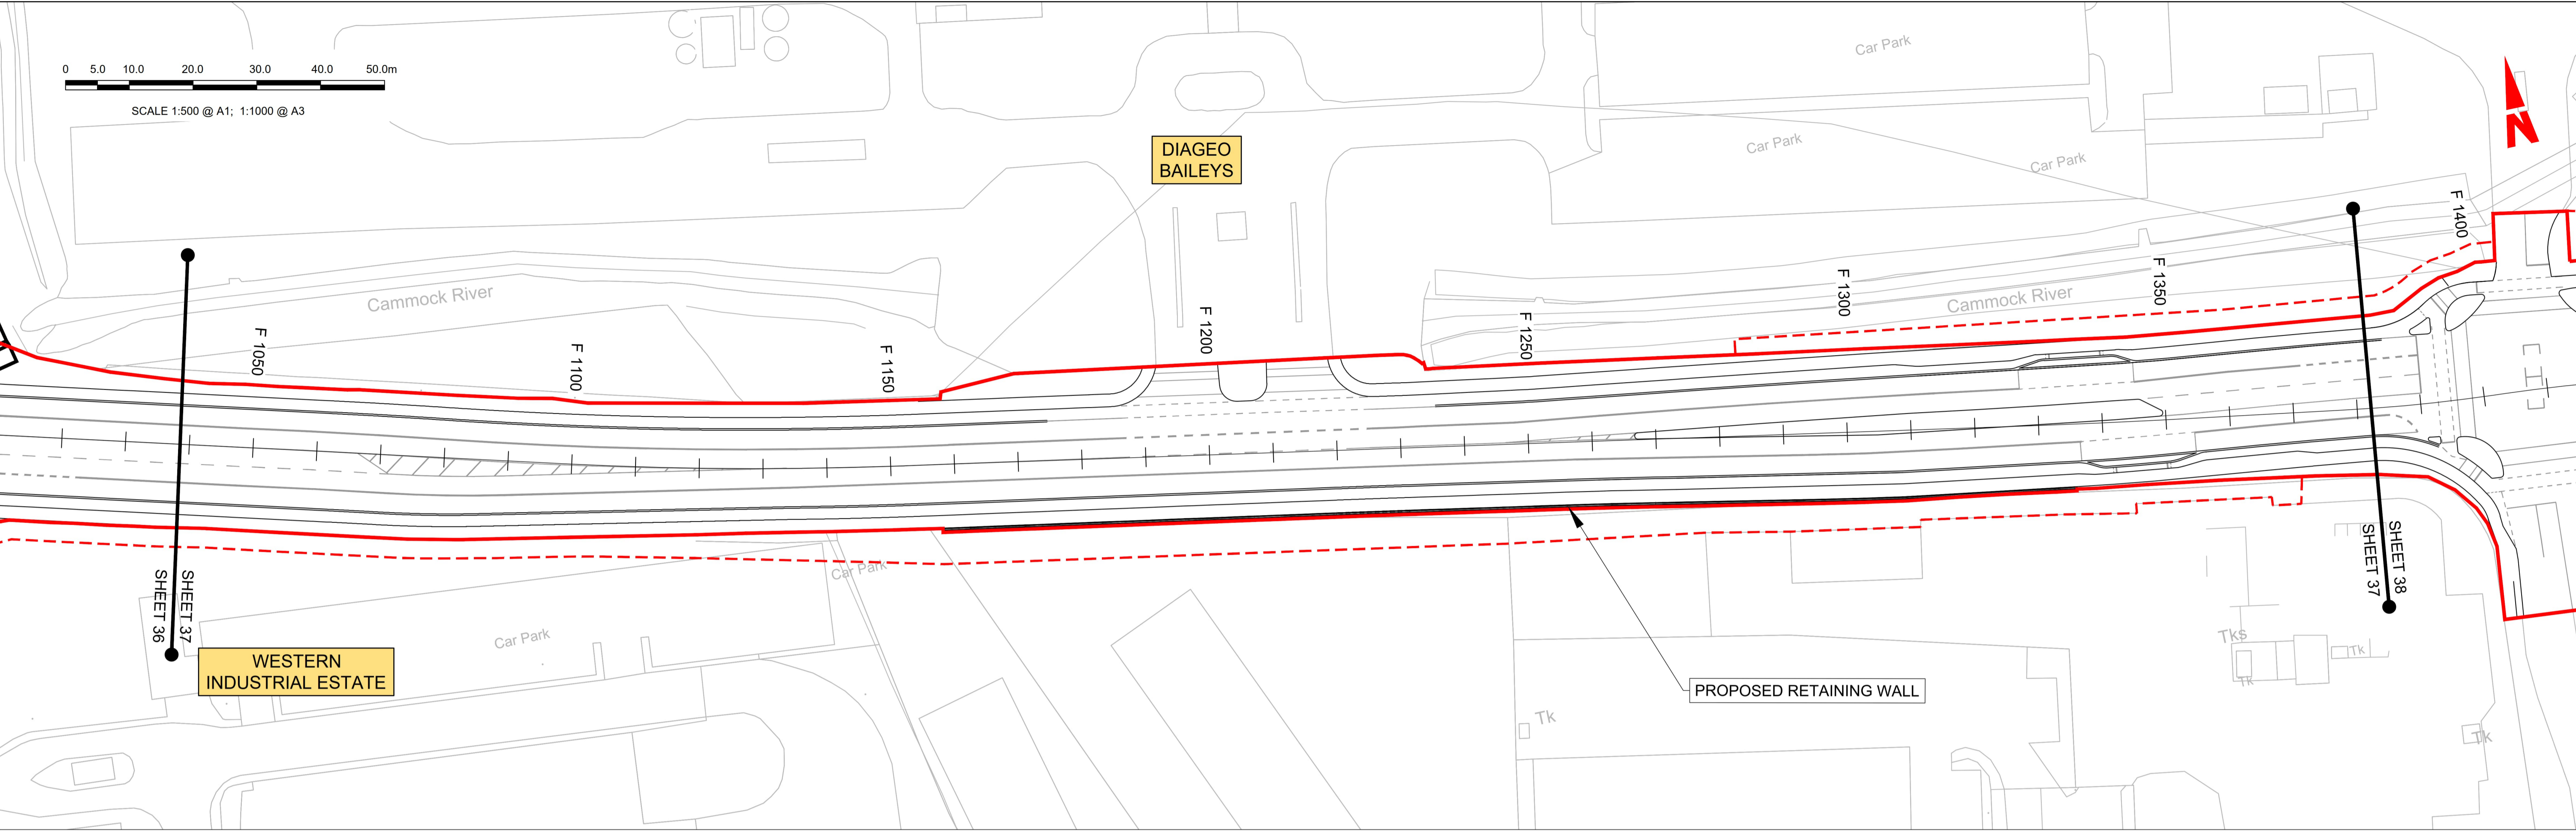 0 5.0 10.0 20.0 30.0 40.0 50.0m
SCALE 1:500 @ A1; 1:1000 @ A3
Car Park
DIAGEO
BAILEYS
Car Park
Car Park
N
F 1400
Cammock River
F 1050
F 1100
F 1150
F 1200
F 1250
F 1300
Cammock River
F 1350
SHEET 36
SHEET 37
Car Park
SHEET 37
SHEET 38
WESTERN
INDUSTRIAL ESTATE
Car Park
PROPOSED RETAINING WALL
Tk
Tks
Tk
Tk
Tk